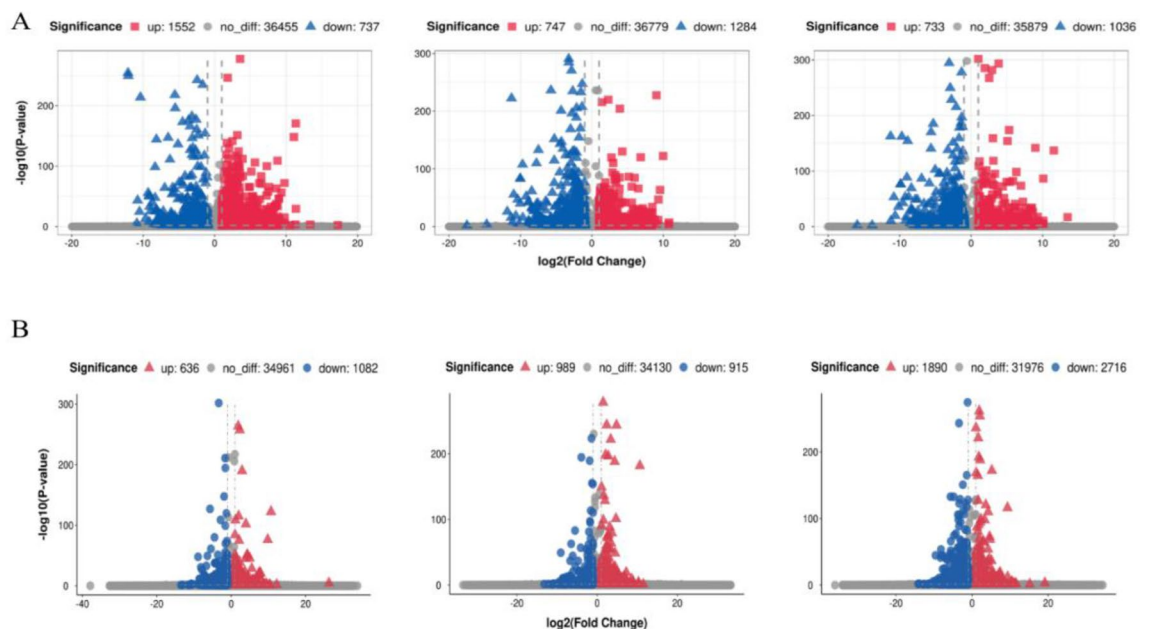 A
Significance up: 1552 no_diff: 36455 down: 737
Significance up: 747 no_diff: 36779 down: 1284
Significance up: 733 no_diff: 35879 down: 1036
-log10(P-value)
200
100
0
-20 -10 0 10 20
300
200
100
0
-20 -10 0 10 20
300
200
100
0
-20 -10 0 10 20
log2(Fold Change)
B
Significance up: 636 no_diff: 34961 down: 1082
Significance up: 989 no_diff: 34130 down: 915
Significance up: 1890 no_diff: 31976 down: 2716
-log10(P-value)
300
200
100
0
-40 -20 0 20
200
100
0
-20 0 20
200
100
0
-20 0 20
log2(Fold Change)